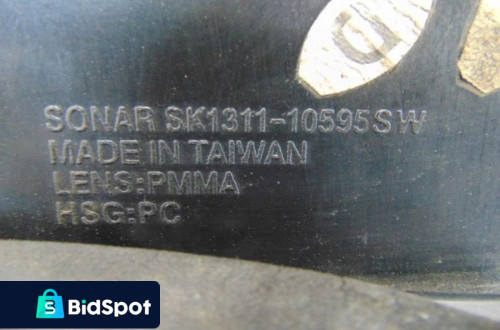 SONAR SK1311-10595SW
MADE IN TAIWAN
LENS:PMMA
HSG:PC
S BidSpot